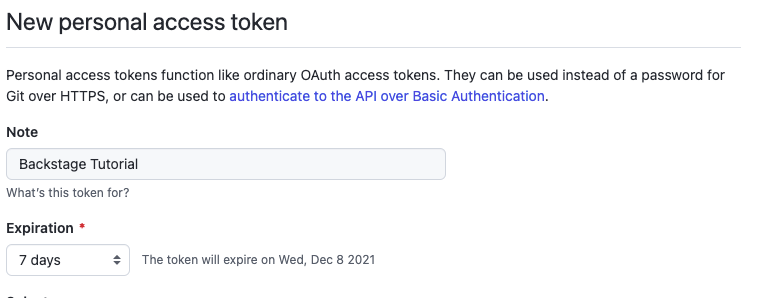 New personal access token
Personal access tokens function like ordinary OAuth access tokens. They can be used instead of a password for
Git over HTTPS, or can be used to authenticate to the API over Basic Authentication.
Note
Backstage Tutorial
What's this token for?
Expiration *
7 days The token will expire on Wed, Dec 8 2021